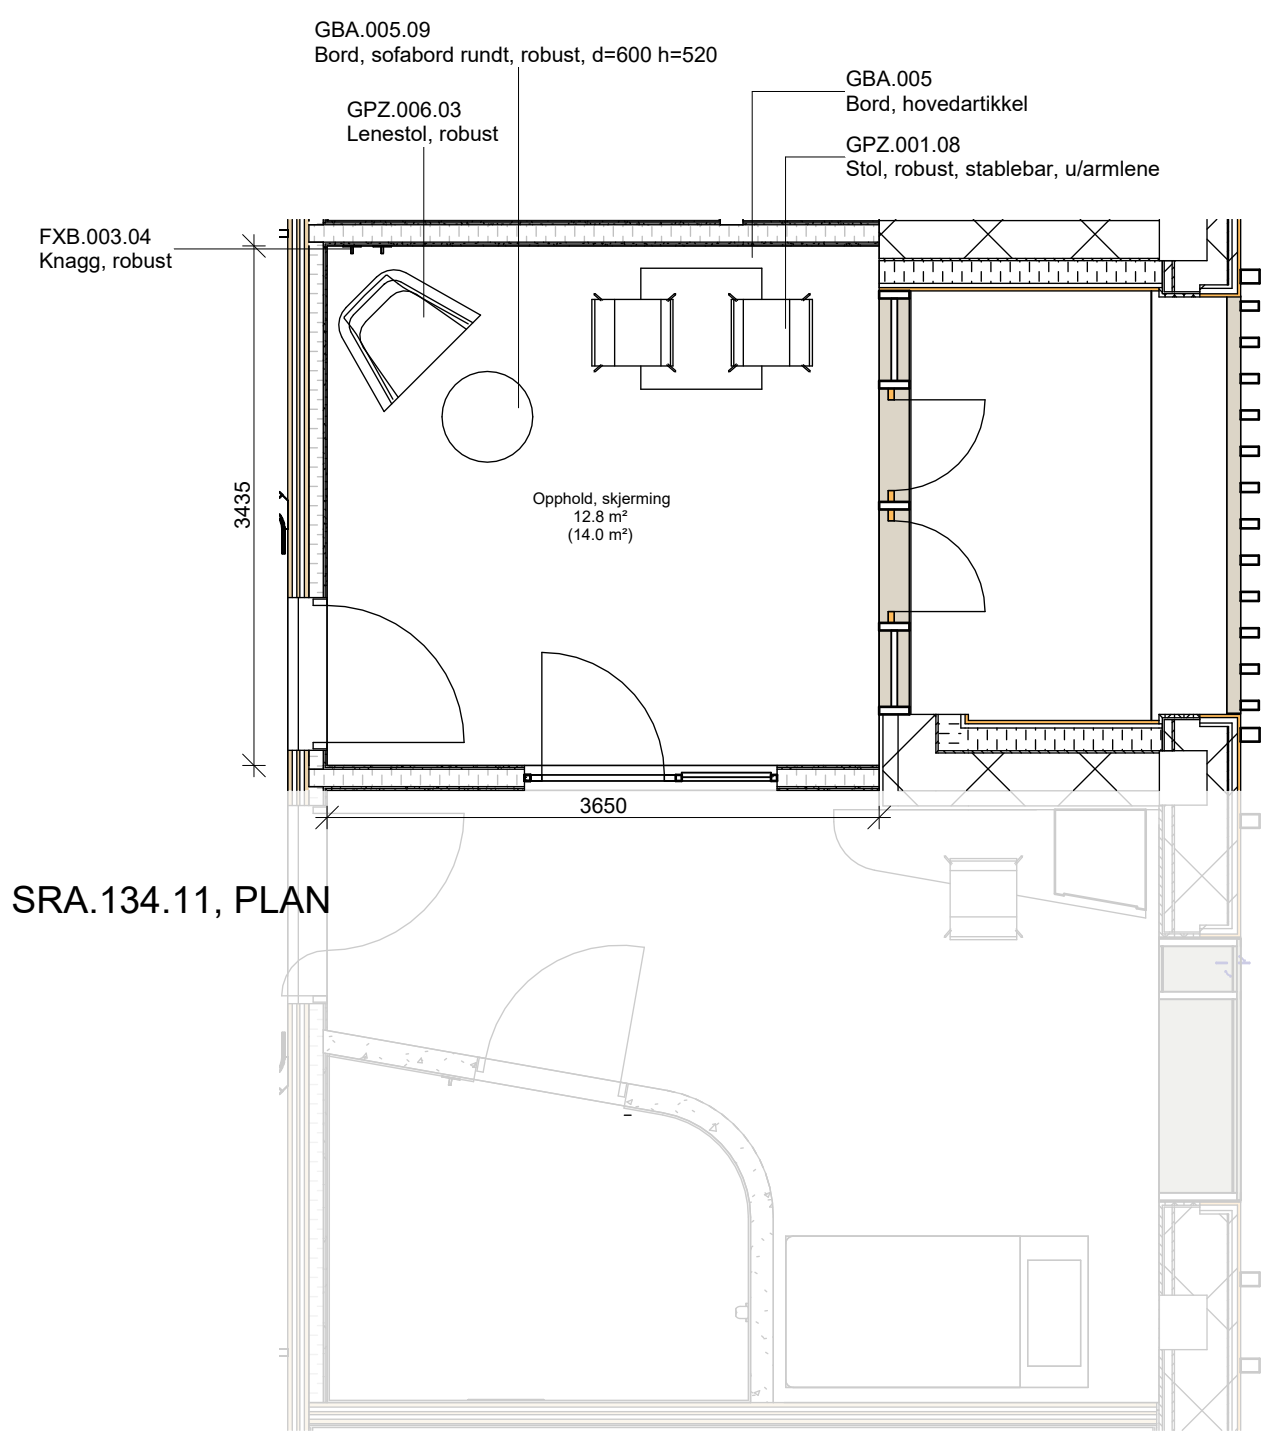 GBA.005.09
Bord, sofabord rundt, robust, d=600 h=520
GPZ.006.03
Lenestol, robust
GBA.005
Bord, hovedartikkel
GPZ.001.08
Stol, robust, stablebar, u/armlene
FXB.003.04
Knagg, robust
3435
Opphold, skjerming
12.8 m²
(14.0 m²)
3650
SRA.134.11, PLAN